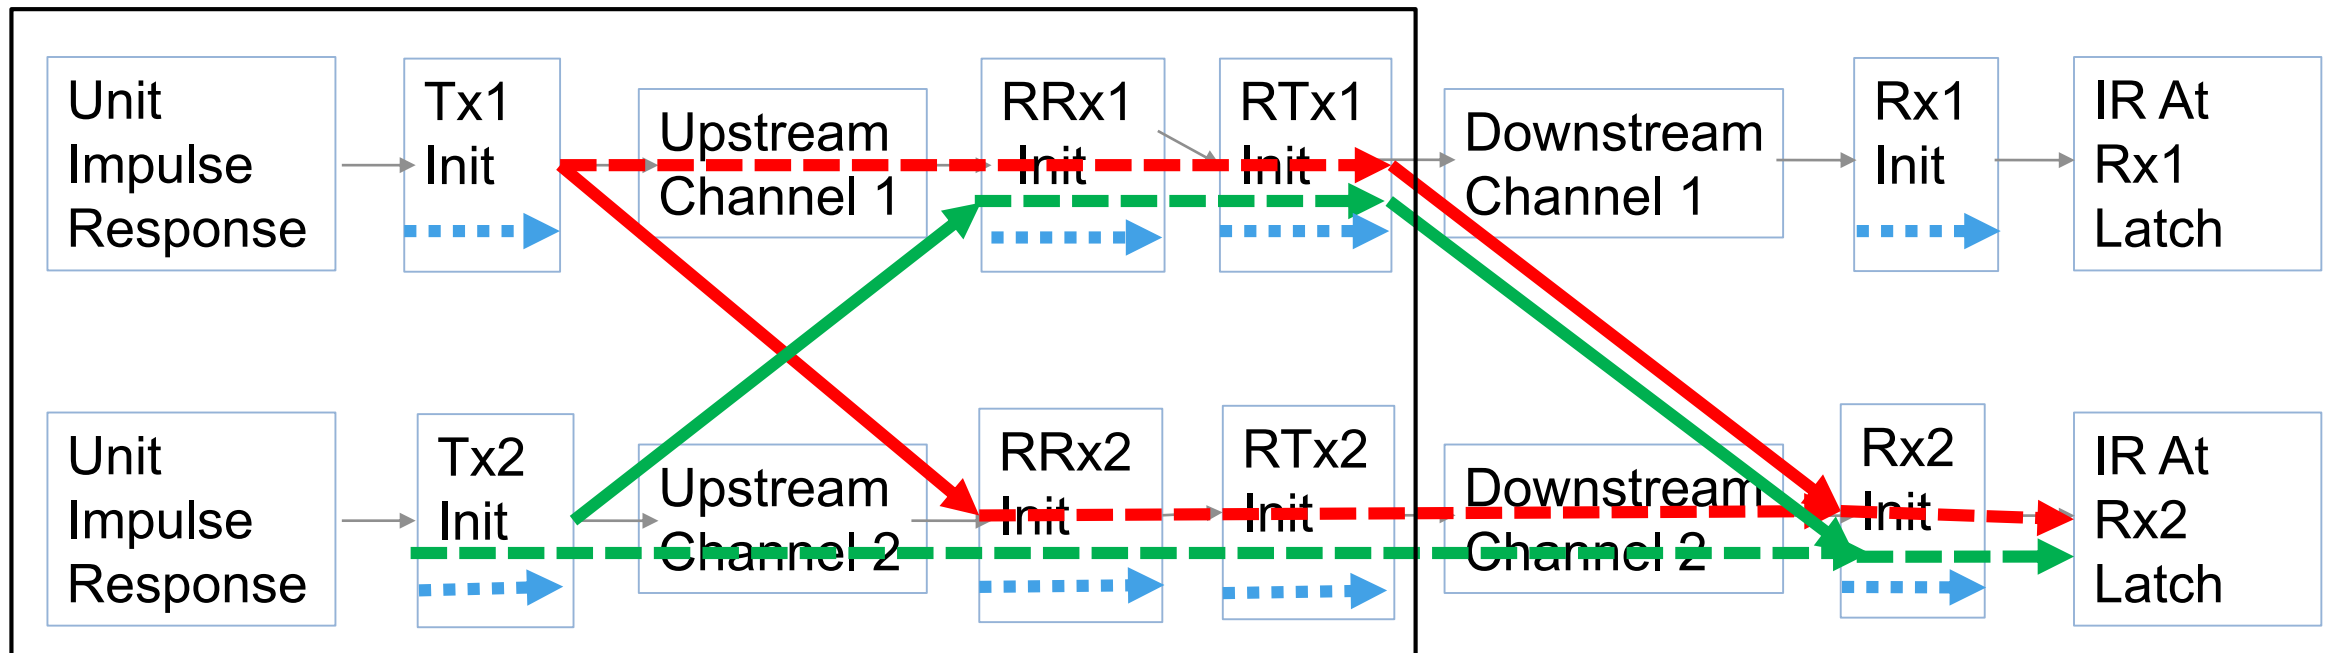 Unit
Impulse
Response
Tx1
Init
Upstream
Channel 1
RRx1
Init
RTx1
Init
Downstream
Channel 1
Rx1
Init
IR At
Rx1
Latch
Unit
Impulse
Response
Tx2
Init
Upstream
Channel 2
RRx2
Init
RTx2
Init
Downstream
Channel 2
Rx2
Init
IR At
Rx2
Latch